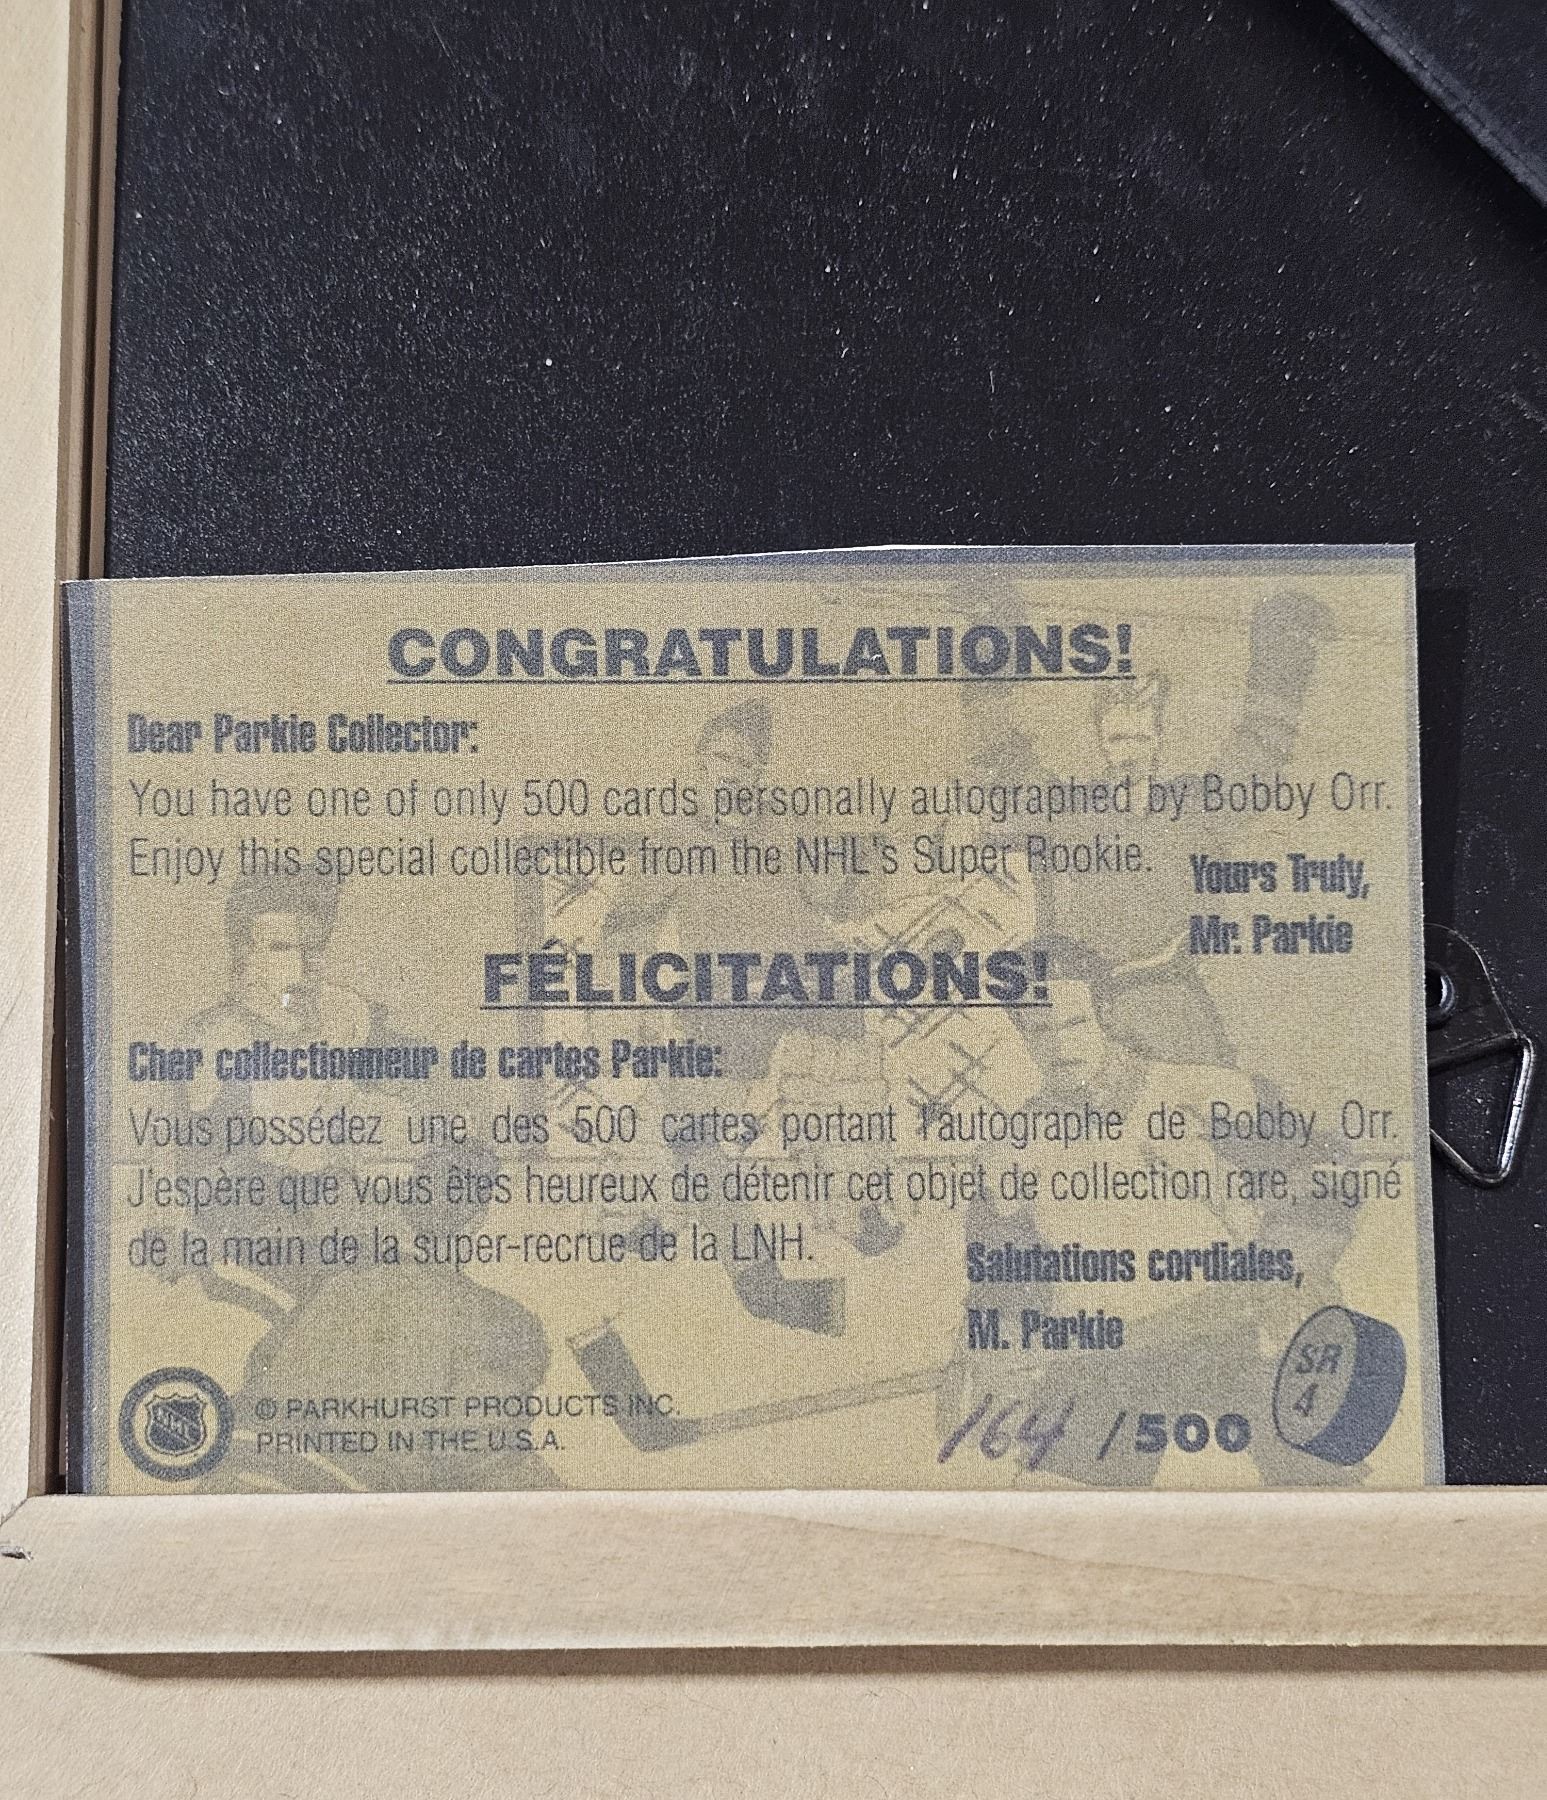 CONGRATULATIONS!
Dear Parkie Collector:
You have one of only 500 cards personally autographed by Bobby Orr.
Enjoy this special collectible from the NHL's Super Rookie.
Yours Truly,
Mr. Parkie
FÉLICITATIONS!
Cher collectionneur de cartes Parkie:
Vous possédez une des 500 cartes portant l'autographe de Bobby Orr.
J'espère que vous êtes heureux de détenir cet objet de collection rare, signé
de la main de la super-recrue de la LNH.
Salutations cordiales,
M. Parkie
NHL
© PARKHURST PRODUCTS INC.
PRINTED IN THE U.S.A.
164 /500
SR
4